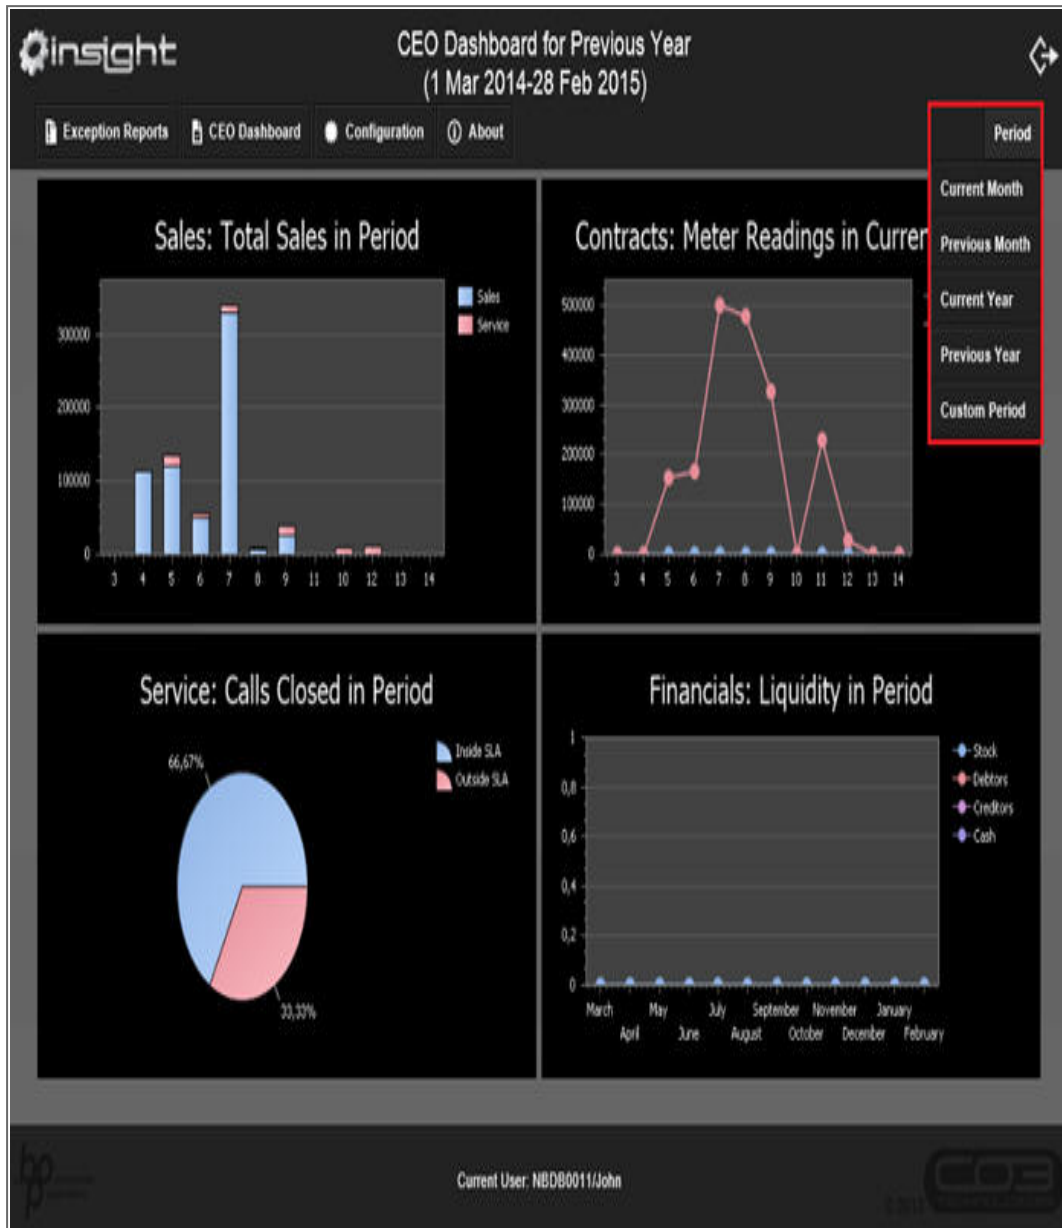 insight
CEO Dashboard for Previous Year
(1 Mar 2014-28 Feb 2015)
Exception Reports
CEO Dashboard
Configuration
About
Period
Current Month
Previous Month
Current Year
Previous Year
Custom Period
Sales: Total Sales in Period
300000
200000
100000
0
3 4 5 6 7 8 9 11 10 12 13 14
Sales
Service
Contracts: Meter Readings in Curren
500000
400000
300000
200000
100000
0
3 4 5 6 7 8 9 10 11 12 13 14
Service: Calls Closed in Period
66,67%
33,33%
Inside SLA
Outside SLA
Financials: Liquidity in Period
1
0,8
0,6
0,4
0,2
0
March May July September November January
April June August October December February
Stock
Debtors
Creditors
Cash
bpo
Current User: NBDB0011/John
CO3